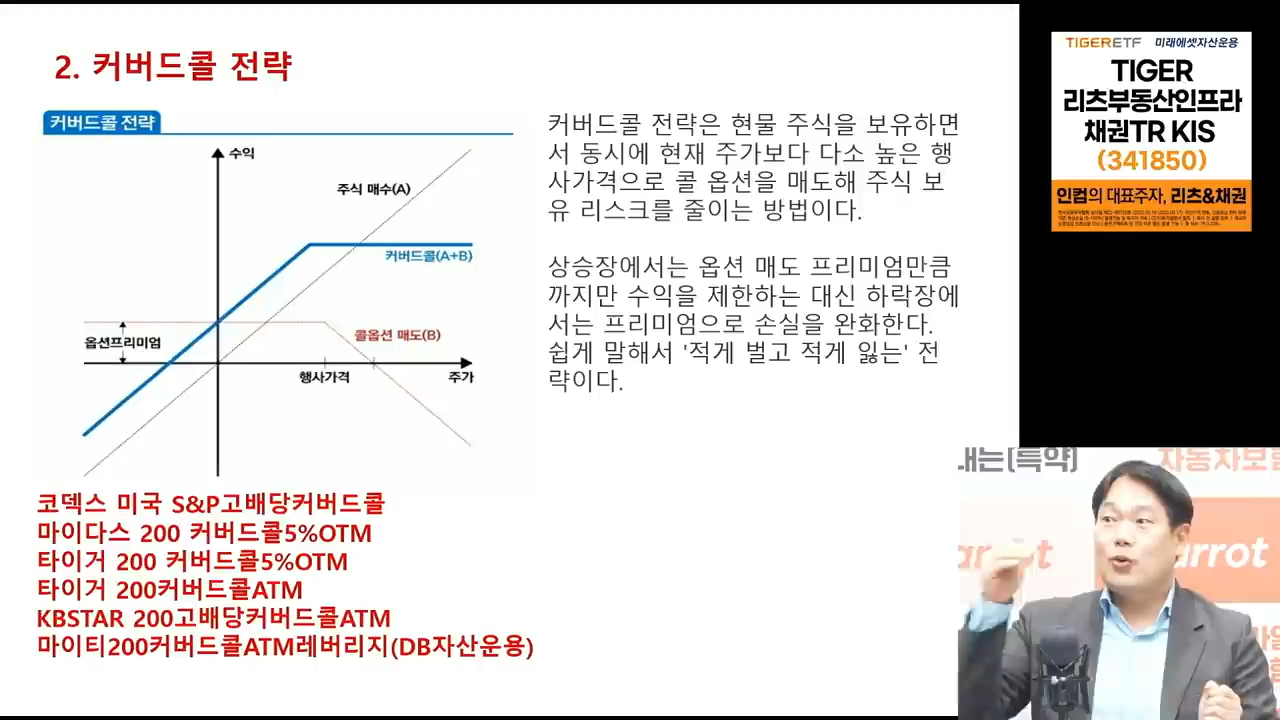 2. 커버드콜 전략
커버드콜 전략
수익
주식 매수(A)
커버드콜(A+B)
콜옵션 매도(B)
옵션프리미엄
행사가격
주가
커버드콜 전략은 현물 주식을 보유하면
서 동시에 현재 주가보다 다소 높은 행
사가격으로 콜 옵션을 매도해 주식 보
유 리스크를 줄이는 방법이다.
상승장에서는 옵션 매도 프리미엄만큼
까지만 수익을 제한하는 대신 하락장에
서는 프리미엄으로 손실을 완화한다.
쉽게 말해서 '적게 벌고 적게 잃는' 전
략이다.
코덱스 미국 S&P고배당커버드콜
마이다스 200 커버드콜5%OTM
타이거 200 커버드콜5%OTM
타이거 200커버드콜ATM
KBSTAR 200고배당커버드콜ATM
마이티200커버드콜ATM레버리지(DB자산운용)
TIGERETF 미래에셋자산운용
TIGER
리츠부동산인프라
채권TR KIS
(341850)
인컴의 대표주자, 리츠&채권
내는(특약)
자동차보험
arrot